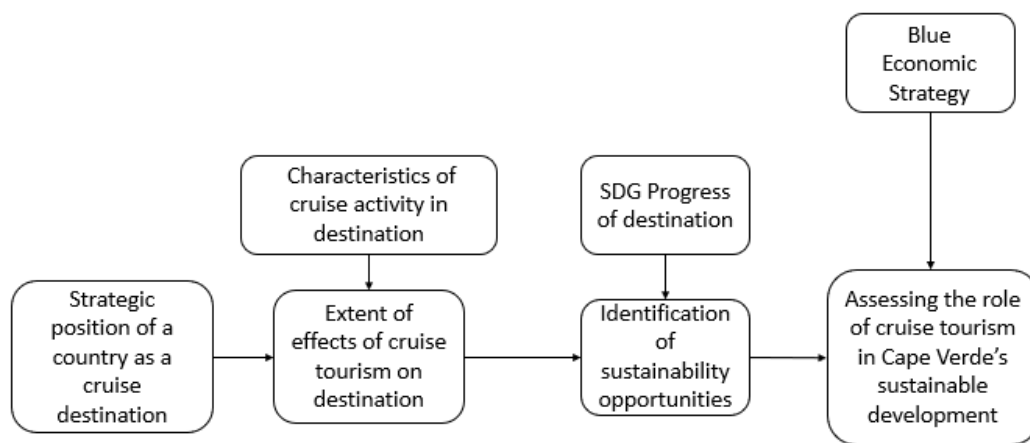 Blue
Economic
Strategy
Characteristics of
cruise activity in
destination
SDG Progress
of destination
Strategic
position of a
country as a
cruise
destination
Extent of
effects of cruise
tourism on
destination
Identification
of
sustainability
opportunities
Assessing the role
of cruise tourism
in Cape Verde’s
sustainable
development